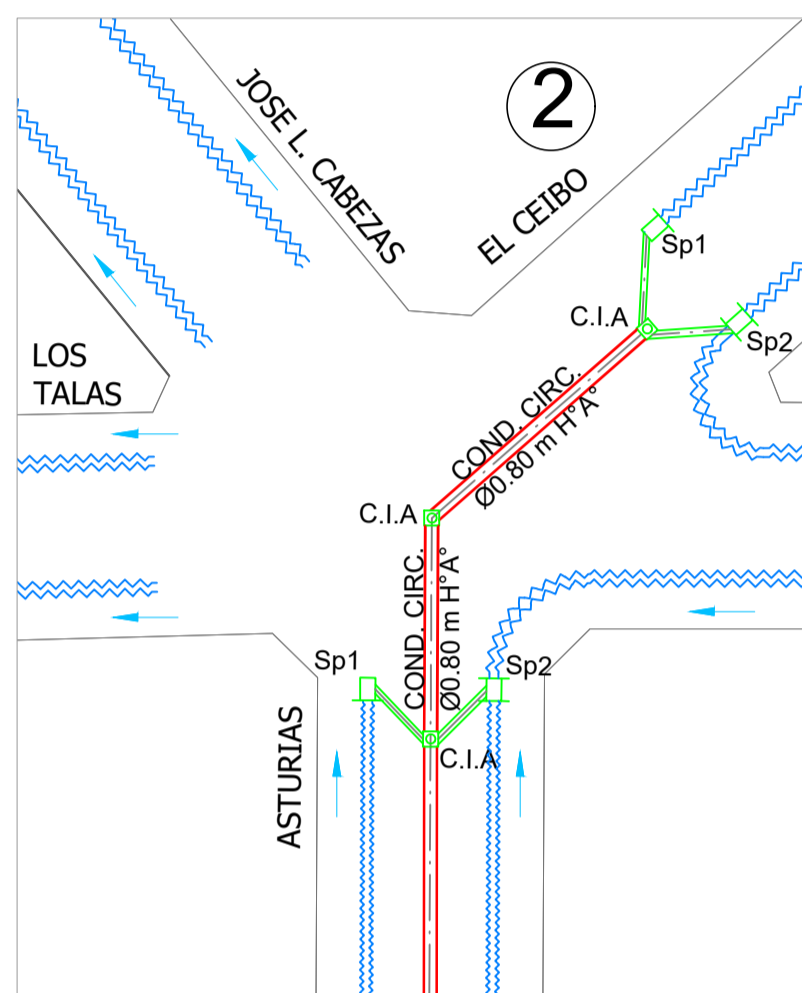 2
JOSE L. CABEZAS
EL CEIBO
Sp1
C.I.A
Sp2
LOS
TALAS
COND. CIRC.
Ø0.80 m H°A°
C.I.A
COND. CIRC.
Ø0.80 m H°A°
Sp1
Sp2
ASTURIAS
C.I.A